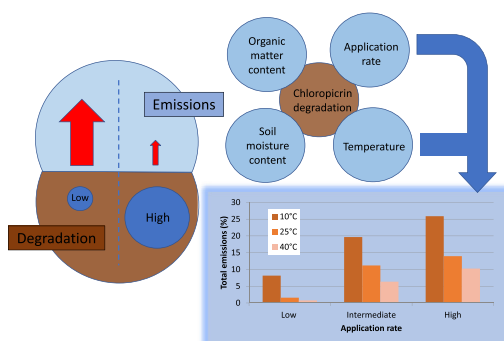 Emissions
Low
High
Degradation
Organic
matter
content
Application
rate
Chloropicrin
degradation
Soil
moisture
content
Temperature
30
25
20
15
10
5
0
Total emissions (%)
10°C
25°C
40°C
Low
Intermediate
High
Application rate